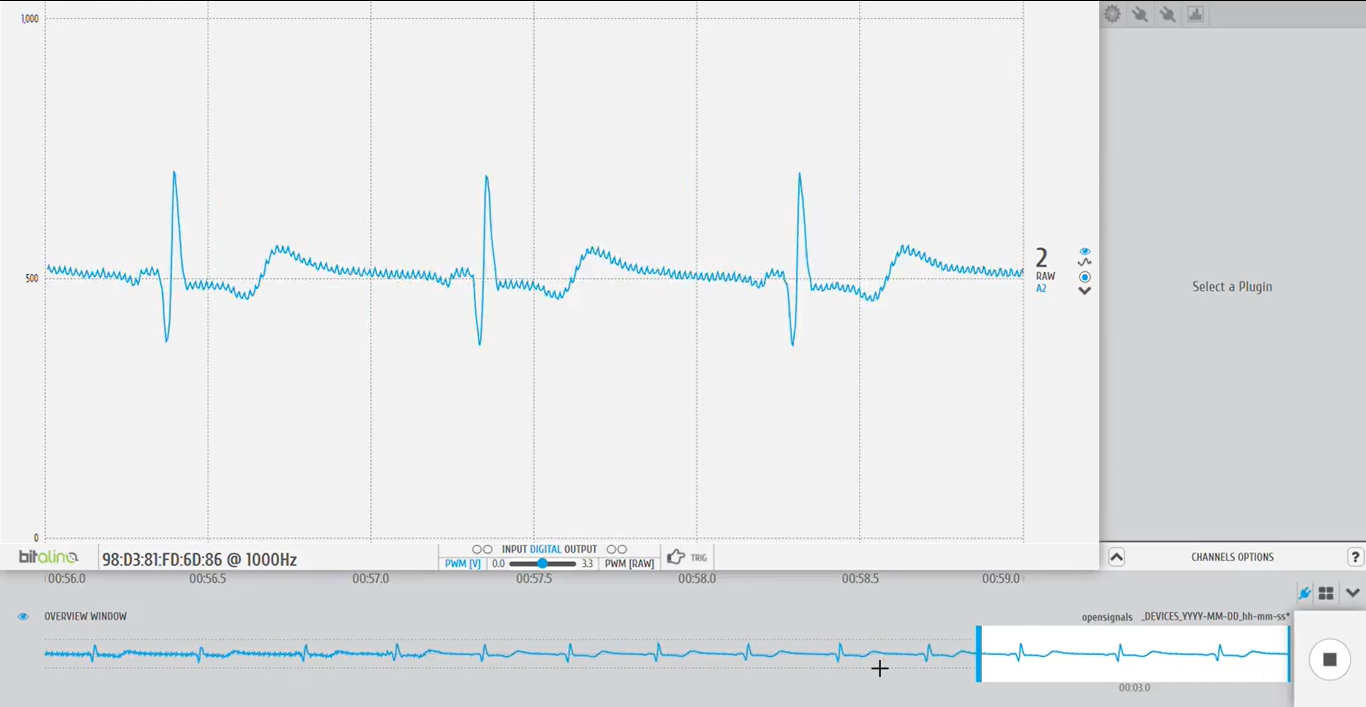 1,000
500
0
2
RAW
A2
Select a Plugin
bitalino
98:D3:81:FD:6D:86 @ 1000Hz
INPUT DIGITAL OUTPUT
PWM [V] 0.0 3.3 PWM [RAW]
TRIG
CHANNELS OPTIONS
?
00:56.0 00:56.5 00:57.0 00:57.5 00:58.0 00:58.5 00:59.0
OVERVIEW WINDOW
opensignals _DEVICES_YYYY-MM-DD_hh-mm-ss*
00:03.0